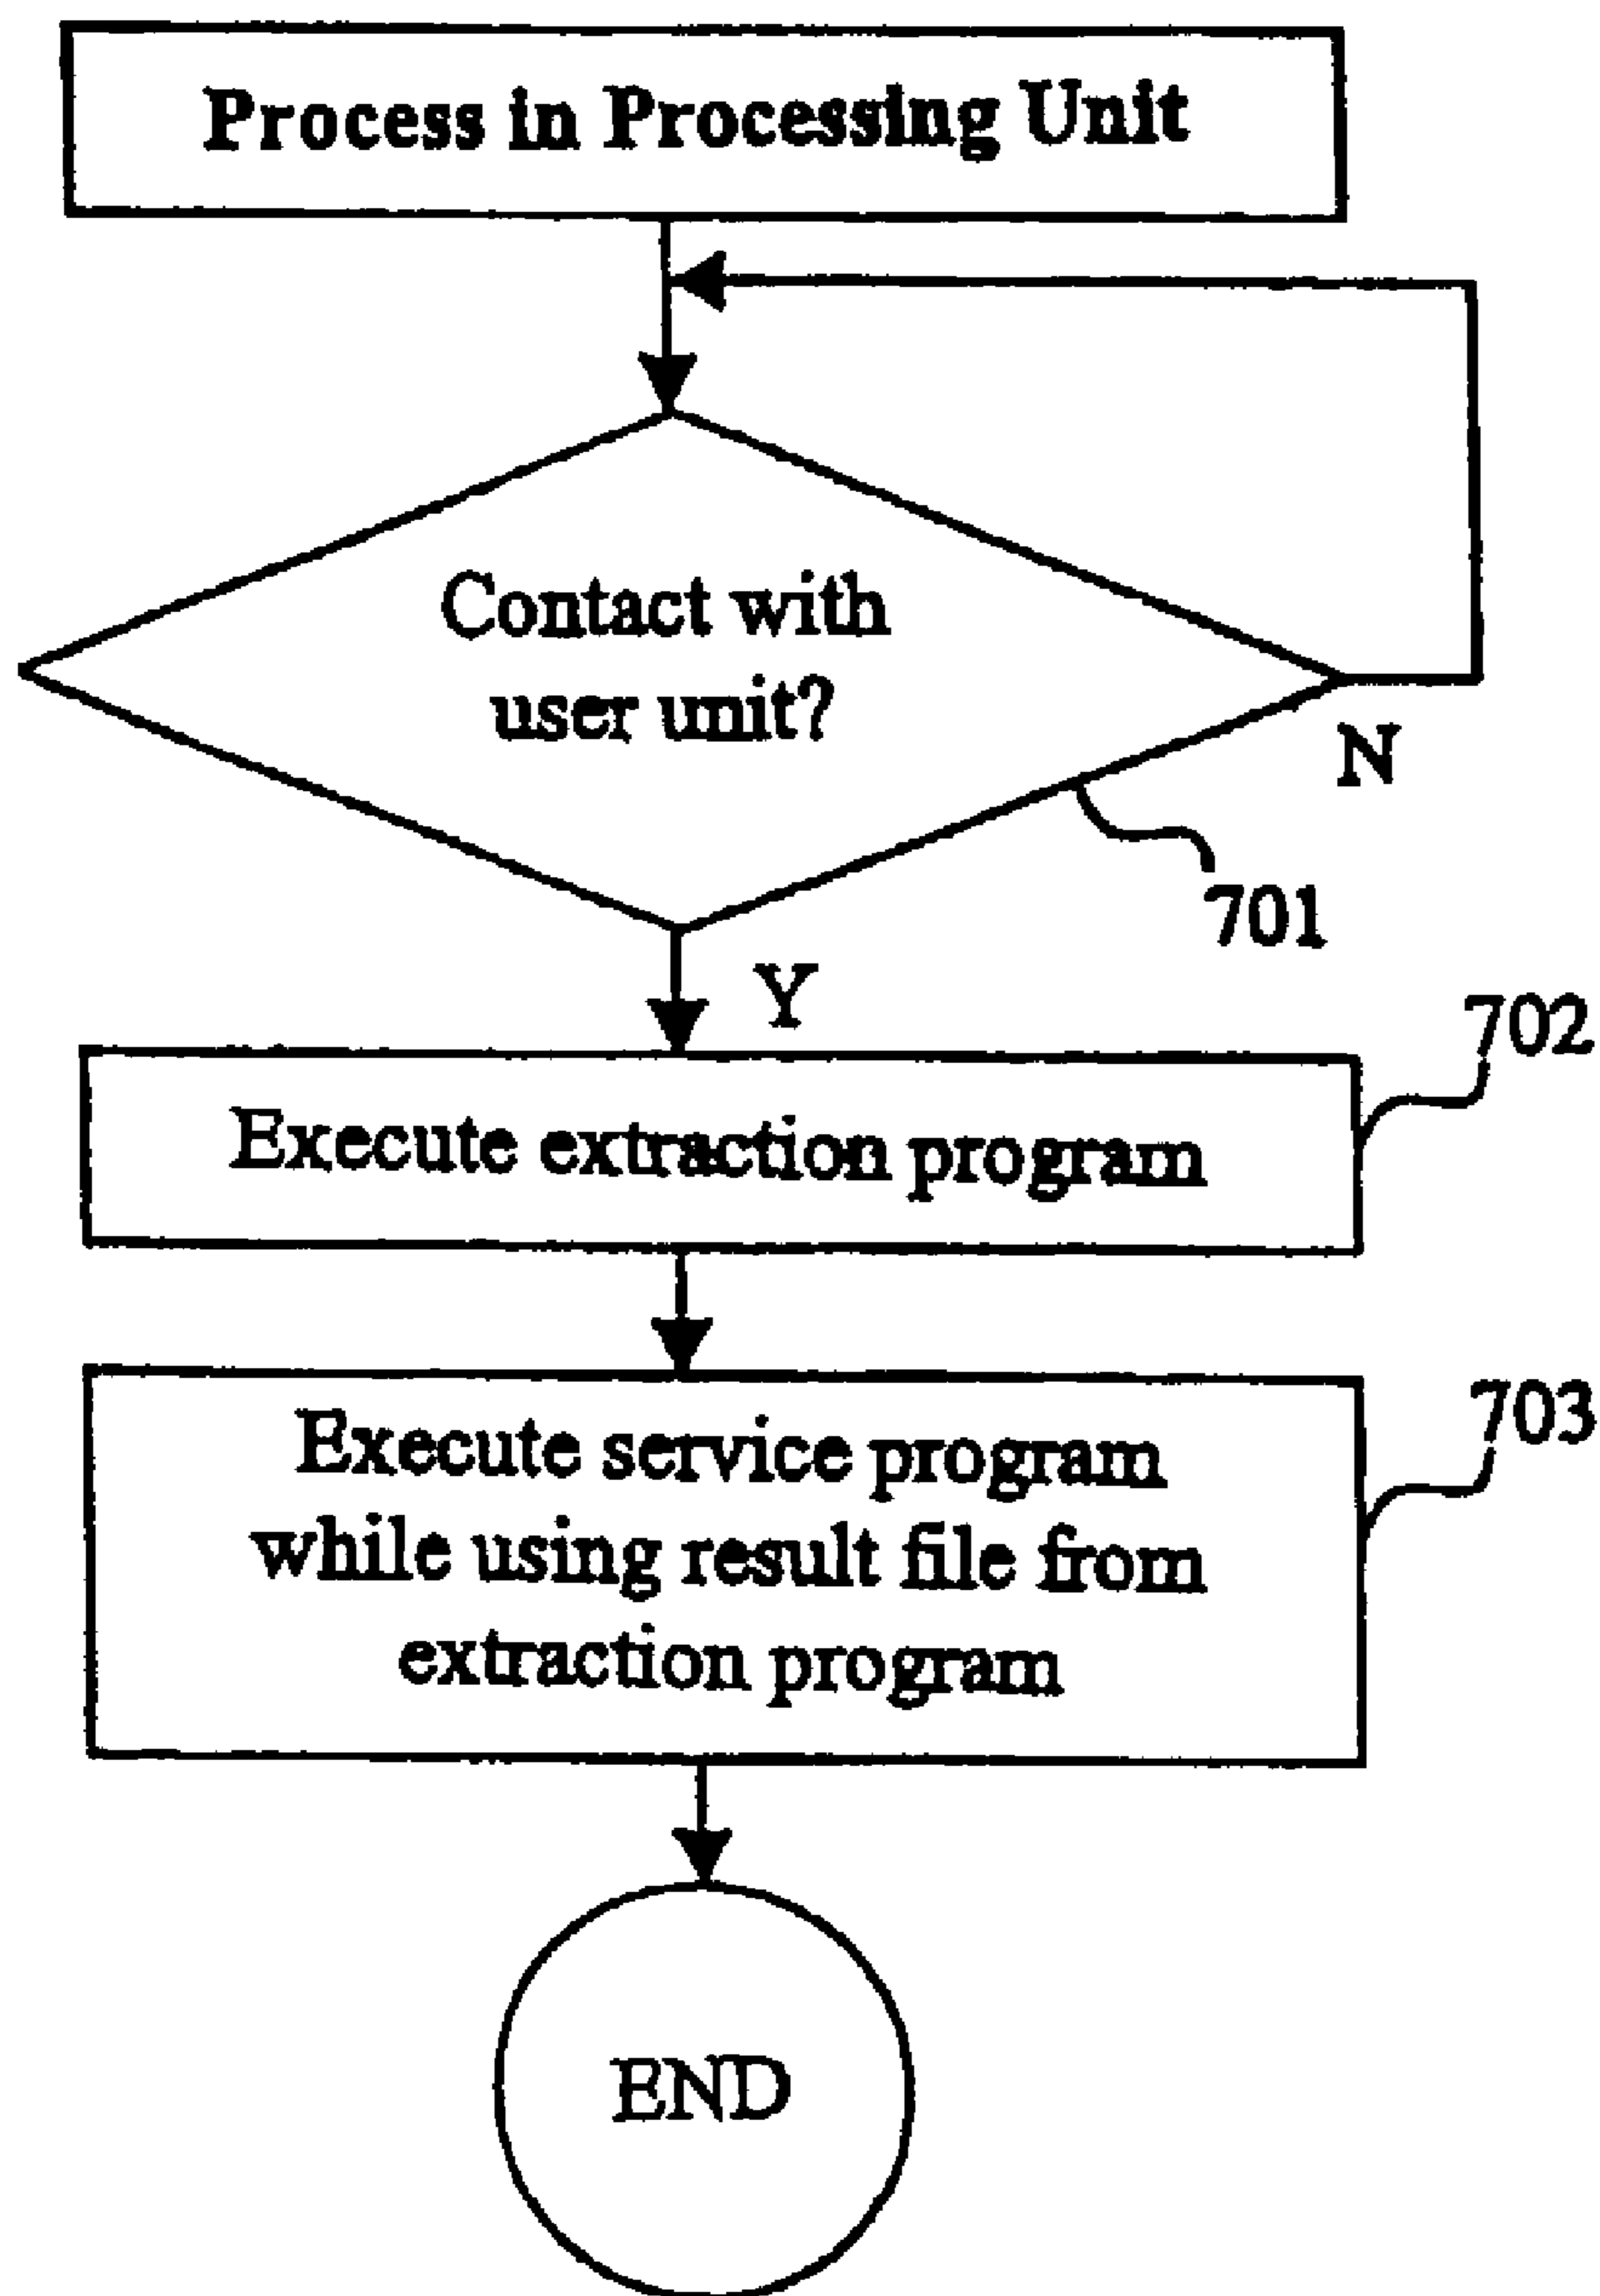 Process in Processing Unit
Contact with
user unit?
N
701
Y
702
Execute extraction program
703
Execute service program
while using result file from
extraction program
END